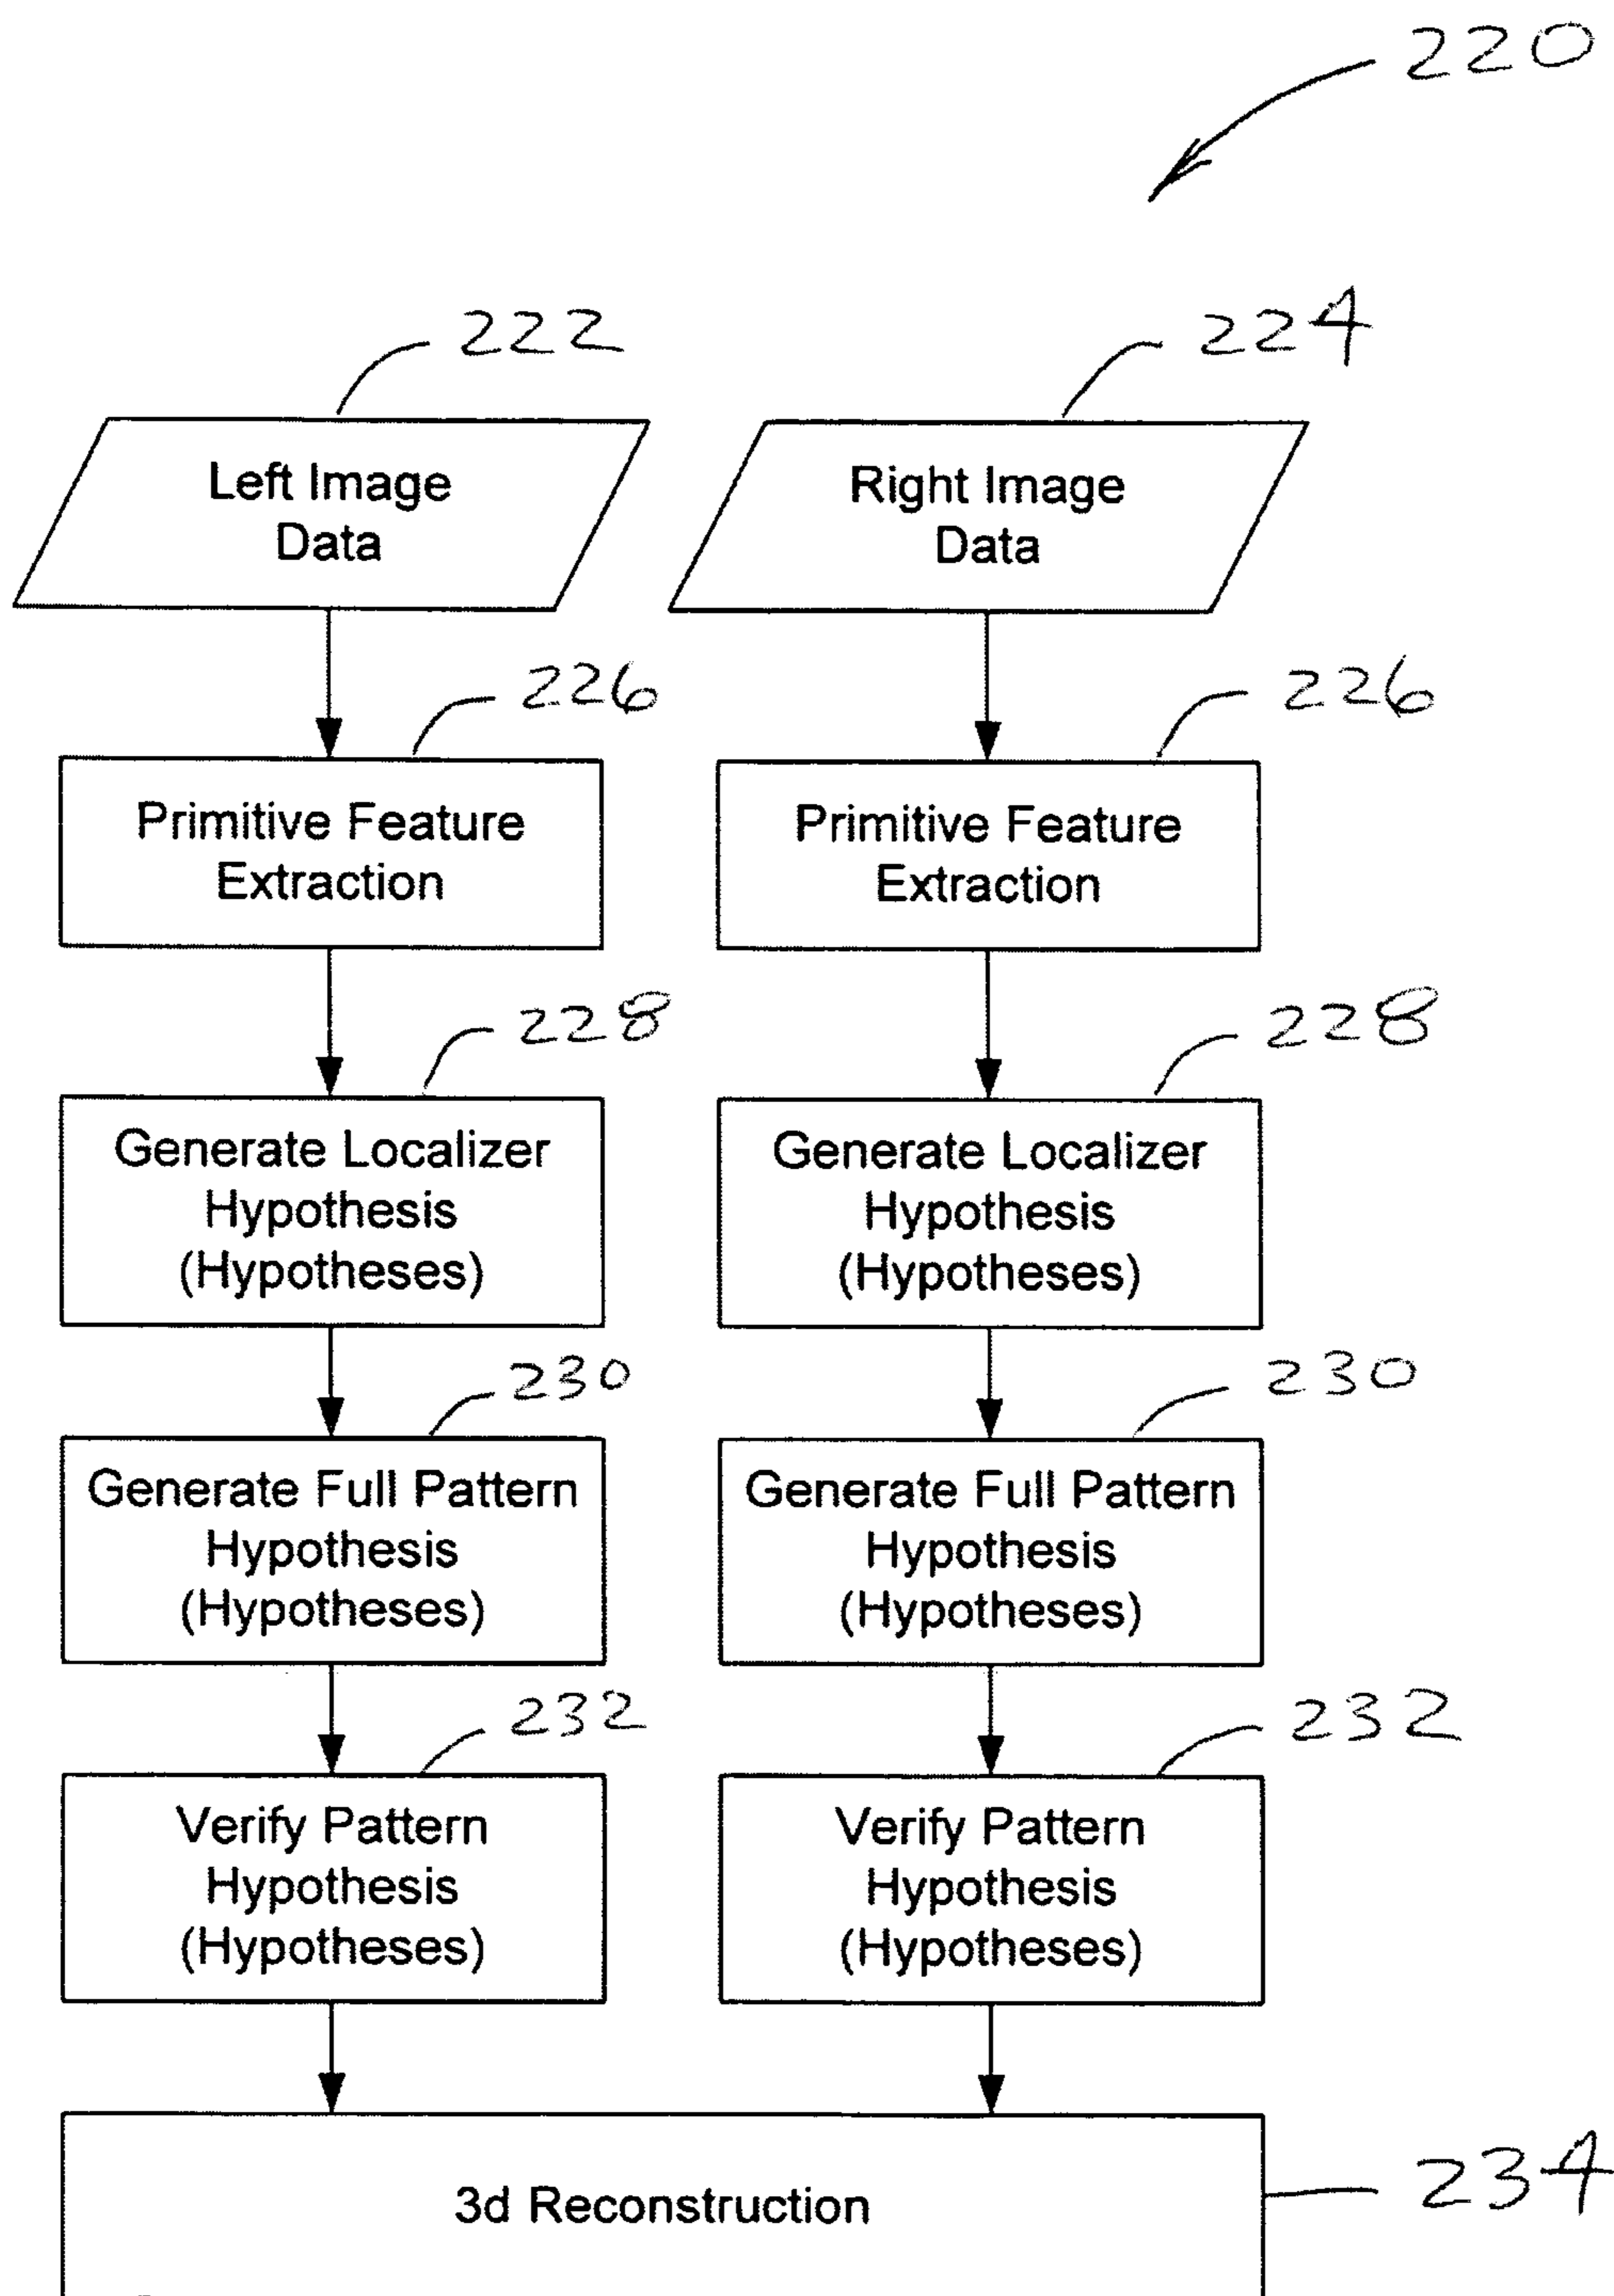 220
222
224
Left Image
Data
Right Image
Data
226
226
Primitive Feature
Extraction
Primitive Feature
Extraction
228
228
Generate Localizer
Hypothesis
(Hypotheses)
Generate Localizer
Hypothesis
(Hypotheses)
230
230
Generate Full Pattern
Hypothesis
(Hypotheses)
Generate Full Pattern
Hypothesis
(Hypotheses)
232
232
Verify Pattern
Hypothesis
(Hypotheses)
Verify Pattern
Hypothesis
(Hypotheses)
3d Reconstruction
234